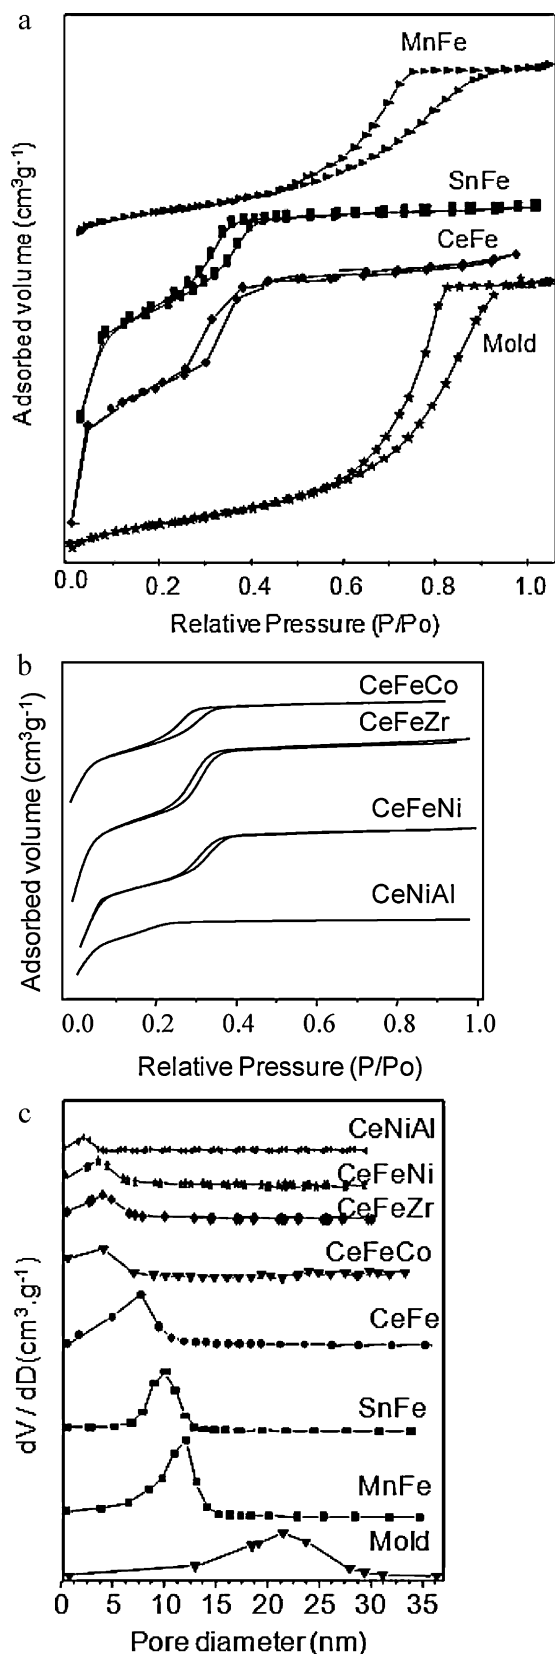 a
MnFe
SnFe
CeFe
Mold
Adsorbed volume (cm³g⁻¹)
0.0 0.2 0.4 0.6 0.8 1.0
Relative Pressure (P/Po)
b
CeFeCo
CeFeZr
CeFeNi
CeNiAl
Adsorbed volume (cm³g⁻¹)
0.0 0.2 0.4 0.6 0.8 1.0
Relative Pressure (P/Po)
c
CeNiAl
CeFeNi
CeFeZr
CeFeCo
CeFe
SnFe
MnFe
Mold
dV / dD(cm³.g⁻¹)
0 5 10 15 20 25 30 35
Pore diameter (nm)